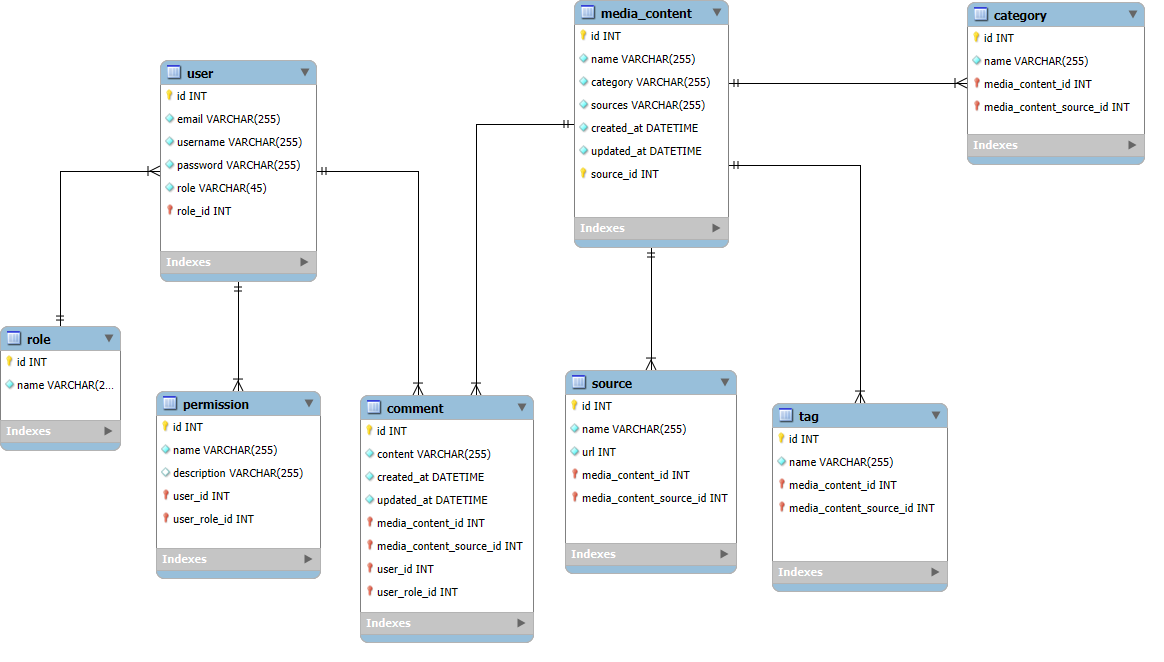 user
id INT
email VARCHAR(255)
username VARCHAR(255)
password VARCHAR(255)
role VARCHAR(45)
role_id INT
Indexes
role
id INT
name VARCHAR(2...
Indexes
permission
id INT
name VARCHAR(255)
description VARCHAR(255)
user_id INT
user_role_id INT
Indexes
comment
id INT
content VARCHAR(255)
created_at DATETIME
updated_at DATETIME
media_content_id INT
media_content_source_id INT
user_id INT
user_role_id INT
Indexes
media_content
id INT
name VARCHAR(255)
category VARCHAR(255)
sources VARCHAR(255)
created_at DATETIME
updated_at DATETIME
source_id INT
Indexes
source
id INT
name VARCHAR(255)
url INT
media_content_id INT
media_content_source_id INT
Indexes
tag
id INT
name VARCHAR(255)
media_content_id INT
media_content_source_id INT
Indexes
category
id INT
name VARCHAR(255)
media_content_id INT
media_content_source_id INT
Indexes